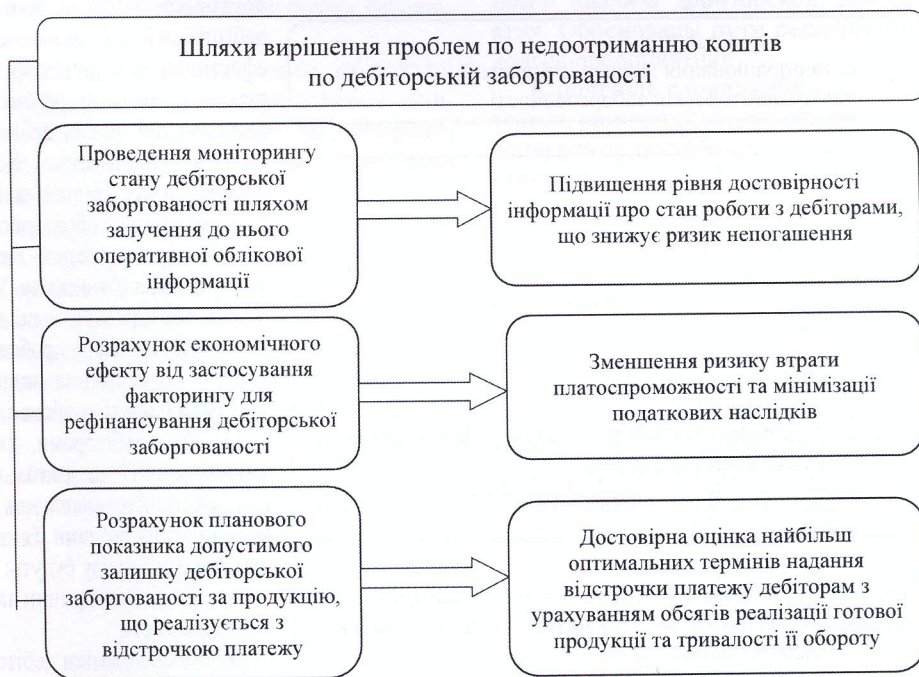 Шляхи вирішення проблем по недоотриманню коштів
по дебіторській заборгованості
Проведення моніторингу
стану дебіторської
заборгованості шляхом
залучення до нього
оперативної облікової
інформації
Підвищення рівня достовірності
інформації про стан роботи з дебіторами,
що знижує ризик непогашення
Розрахунок економічного
ефекту від застосування
факторингу для
рефінансування дебіторської
заборгованості
Зменшення ризику втрати
платоспроможності та мінімізації
податкових наслідків
Розрахунок планового
показника допустимого
залишку дебіторської
заборгованості за продукцію,
що реалізується з
відстрочкою платежу
Достовірна оцінка найбільш
оптимальних термінів надання
відстрочки платежу дебіторам з
урахуванням обсягів реалізації готової
продукції та тривалості її обороту